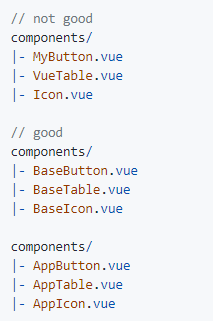 // not good
components/
|- MyButton.vue
|- VueTable.vue
|- Icon.vue
// good
components/
|- BaseButton.vue
|- BaseTable.vue
|- BaseIcon.vue
components/
|- AppButton.vue
|- AppTable.vue
|- AppIcon.vue